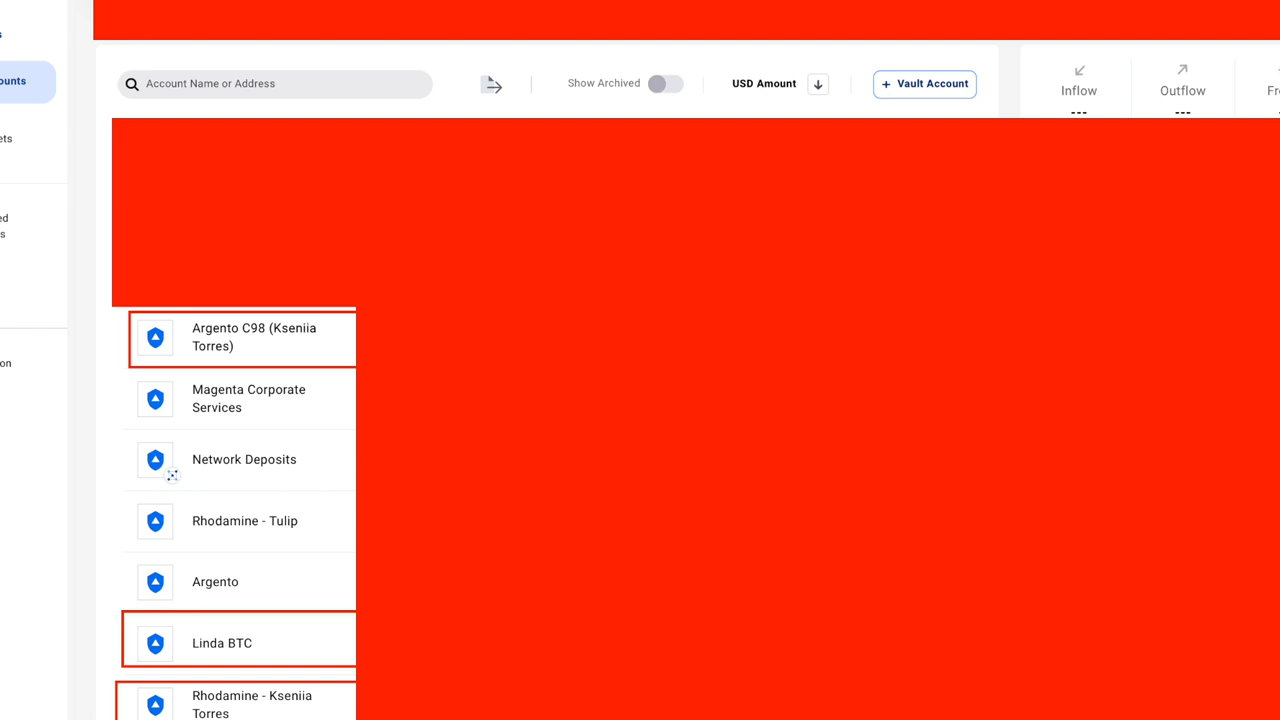 s
ounts
ets
ed
s
on
Account Name or Address
Show Archived
USD Amount
+ Vault Account
Inflow
---
Outflow
---
Fr
Argento C98 (Kseniia
Torres)
Magenta Corporate
Services
Network Deposits
Rhodamine - Tulip
Argento
Linda BTC
Rhodamine - Kseniia
Torres